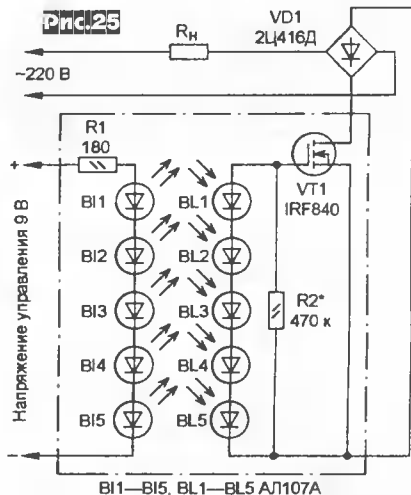 Рис.25
Rн
VD1
2Ц416Д
~220 В
R1
180
+
VT1
IRF840
BI1
BL1
BI2
BL2
BI3
BL3
R2*
470 к
BI4
BL4
BI5
BL5
–
Напряжение управления 9 В
BI1—BI5, BL1—BL5 АЛ107А